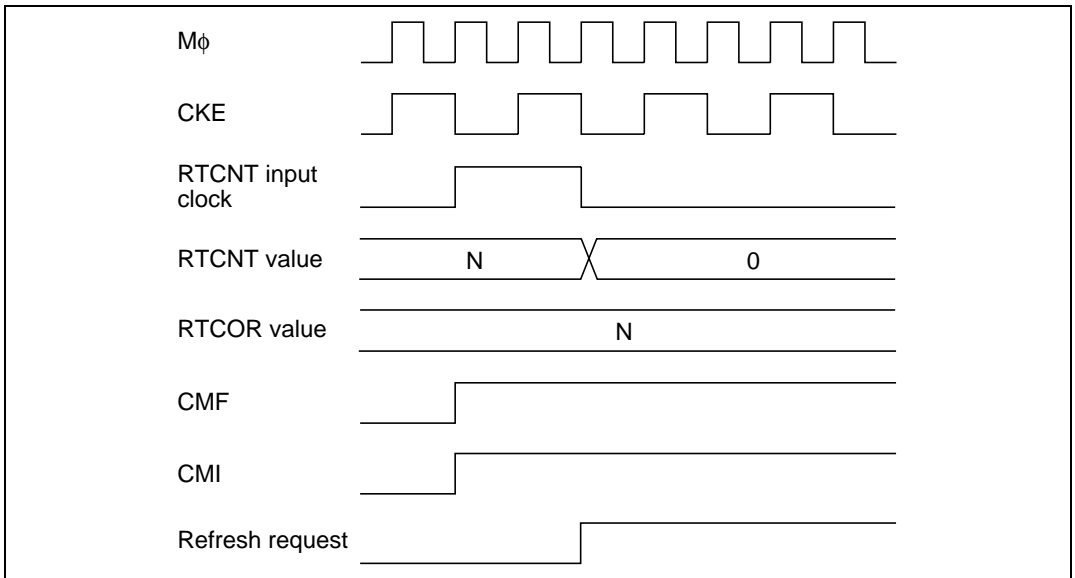 Mϕ
CKE
RTCNT input
clock
RTCNT value
N
0
RTCOR value
N
CMF
CMI
Refresh request